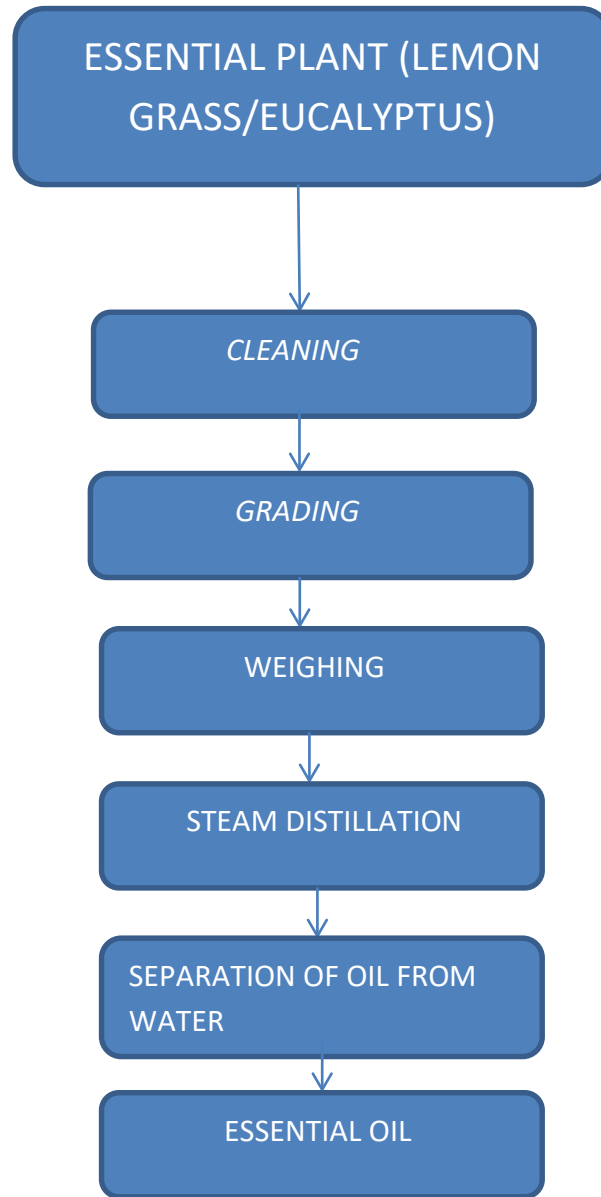 ESSENTIAL PLANT (LEMON
GRASS/EUCALYPTUS)
CLEANING
GRADING
WEIGHING
STEAM DISTILLATION
SEPARATION OF OIL FROM
WATER
ESSENTIAL OIL